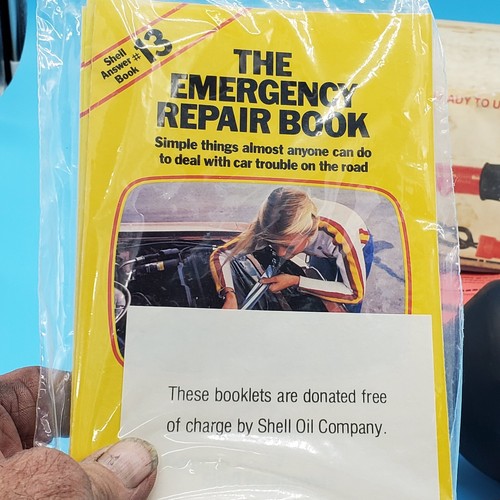 Shell
Answer #
Book
13
THE
EMERGENCY
REPAIR BOOK
Simple things almost anyone can do
to deal with car trouble on the road
These booklets are donated free
of charge by Shell Oil Company.